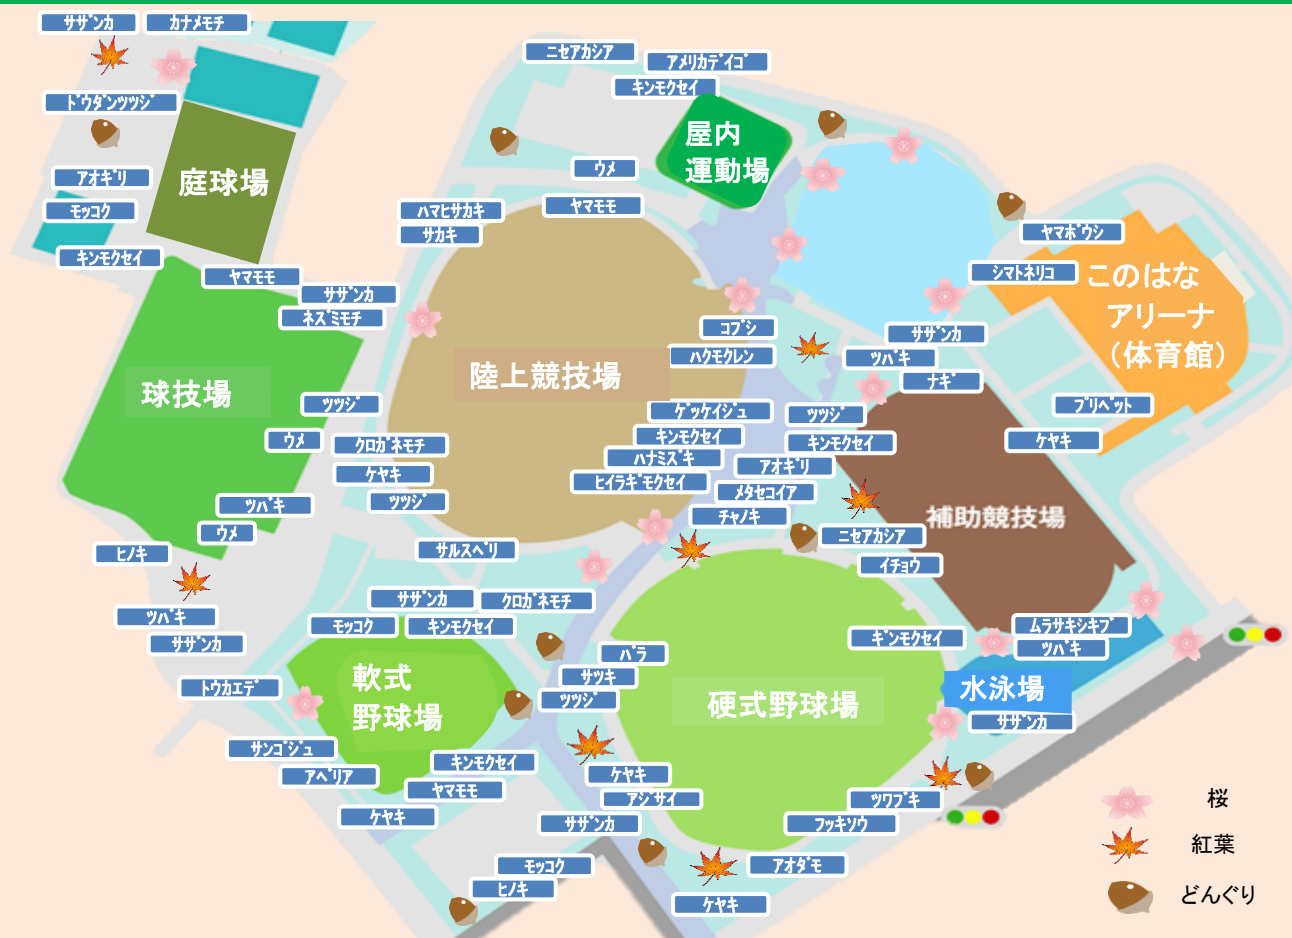 ササﾞンカ
カナメモチ
ニセアカシア
アメリカテﾞイコﾞ
キンモクセイ
トﾞウタﾞンツツシﾞ
屋内
運動場
アオキﾞリ
庭球場
ウメ
モッコク
ハマヒサカキ
ヤマモモ
サカキ
ヤマホﾞウシ
キンモクセイ
ヤマモモ
シマトネリコ
このはな
アリーナ
（体育館）
ササﾞンカ
ネスﾞミモチ
コフﾞシ
ササﾞンカ
ハクモクレン
ツハﾞキ
陸上競技場
ナキﾞ
球技場
ツツシﾞ
ケﾞッケイシﾞュ
ツツシﾞ
フﾟリヘﾟット
ウメ
クロカﾞネモチ
キンモクセイ
キンモクセイ
ケヤキ
ハナミスﾞキ
アオキﾞリ
ケヤキ
ヒイラキﾞモクセイ
メタセコイア
ツハﾞキ
ツツシﾞ
チャノキ
補助競技場
ウメ
ニセアカシア
ヒノキ
サルスヘﾞリ
イチョウ
ササﾞンカ
クロカﾞネモチ
ツハﾞキ
モッコク
キンモクセイ
ムラサキシキフﾞ
ササﾞンカ
キﾞンモクセイ
ツハﾞキ
ハﾞラ
軟式
野球場
サツキ
トウカエテﾞ
水泳場
ツツシﾞ
硬式野球場
ササﾞンカ
サンコﾞシﾞュ
キンモクセイ
アヘﾞリア
ケヤキ
ヤマモモ
アシﾞサイ
ツワフﾞキ
桜
ケヤキ
ササﾞンカ
フッキソウ
紅葉
モッコク
アオタﾞモ
ヒノキ
どんぐり
ケヤキ